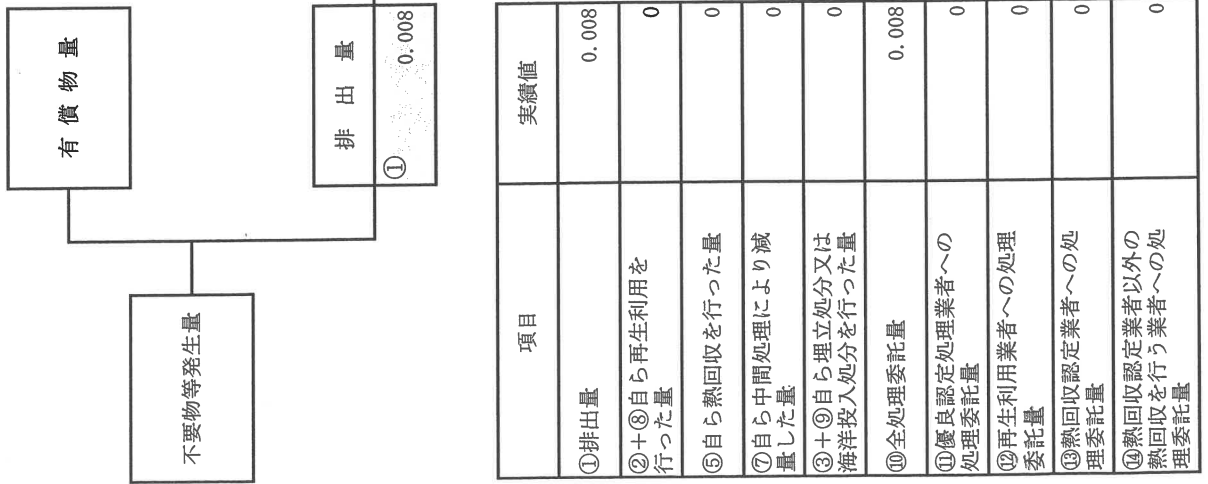 有償物量
不要物等発生量
排出量
①
0.008
項目
実績値
①排出量
0.008
②+⑧自ら再生利用を
行った量
0
⑤自ら熱回収を行った量
0
⑦自ら中間処理により減
量した量
0
③+⑨自ら埋立処分又は
海洋投入処分を行った量
0
⑩全処理委託量
0.008
⑪優良認定処理業者への
処理委託量
0
⑫再生利用業者への処理
委託量
0
⑬熱回収認定業者への処
理委託量
0
⑭熱回収認定業者以外の
熱回収を行う業者への処
理委託量
0